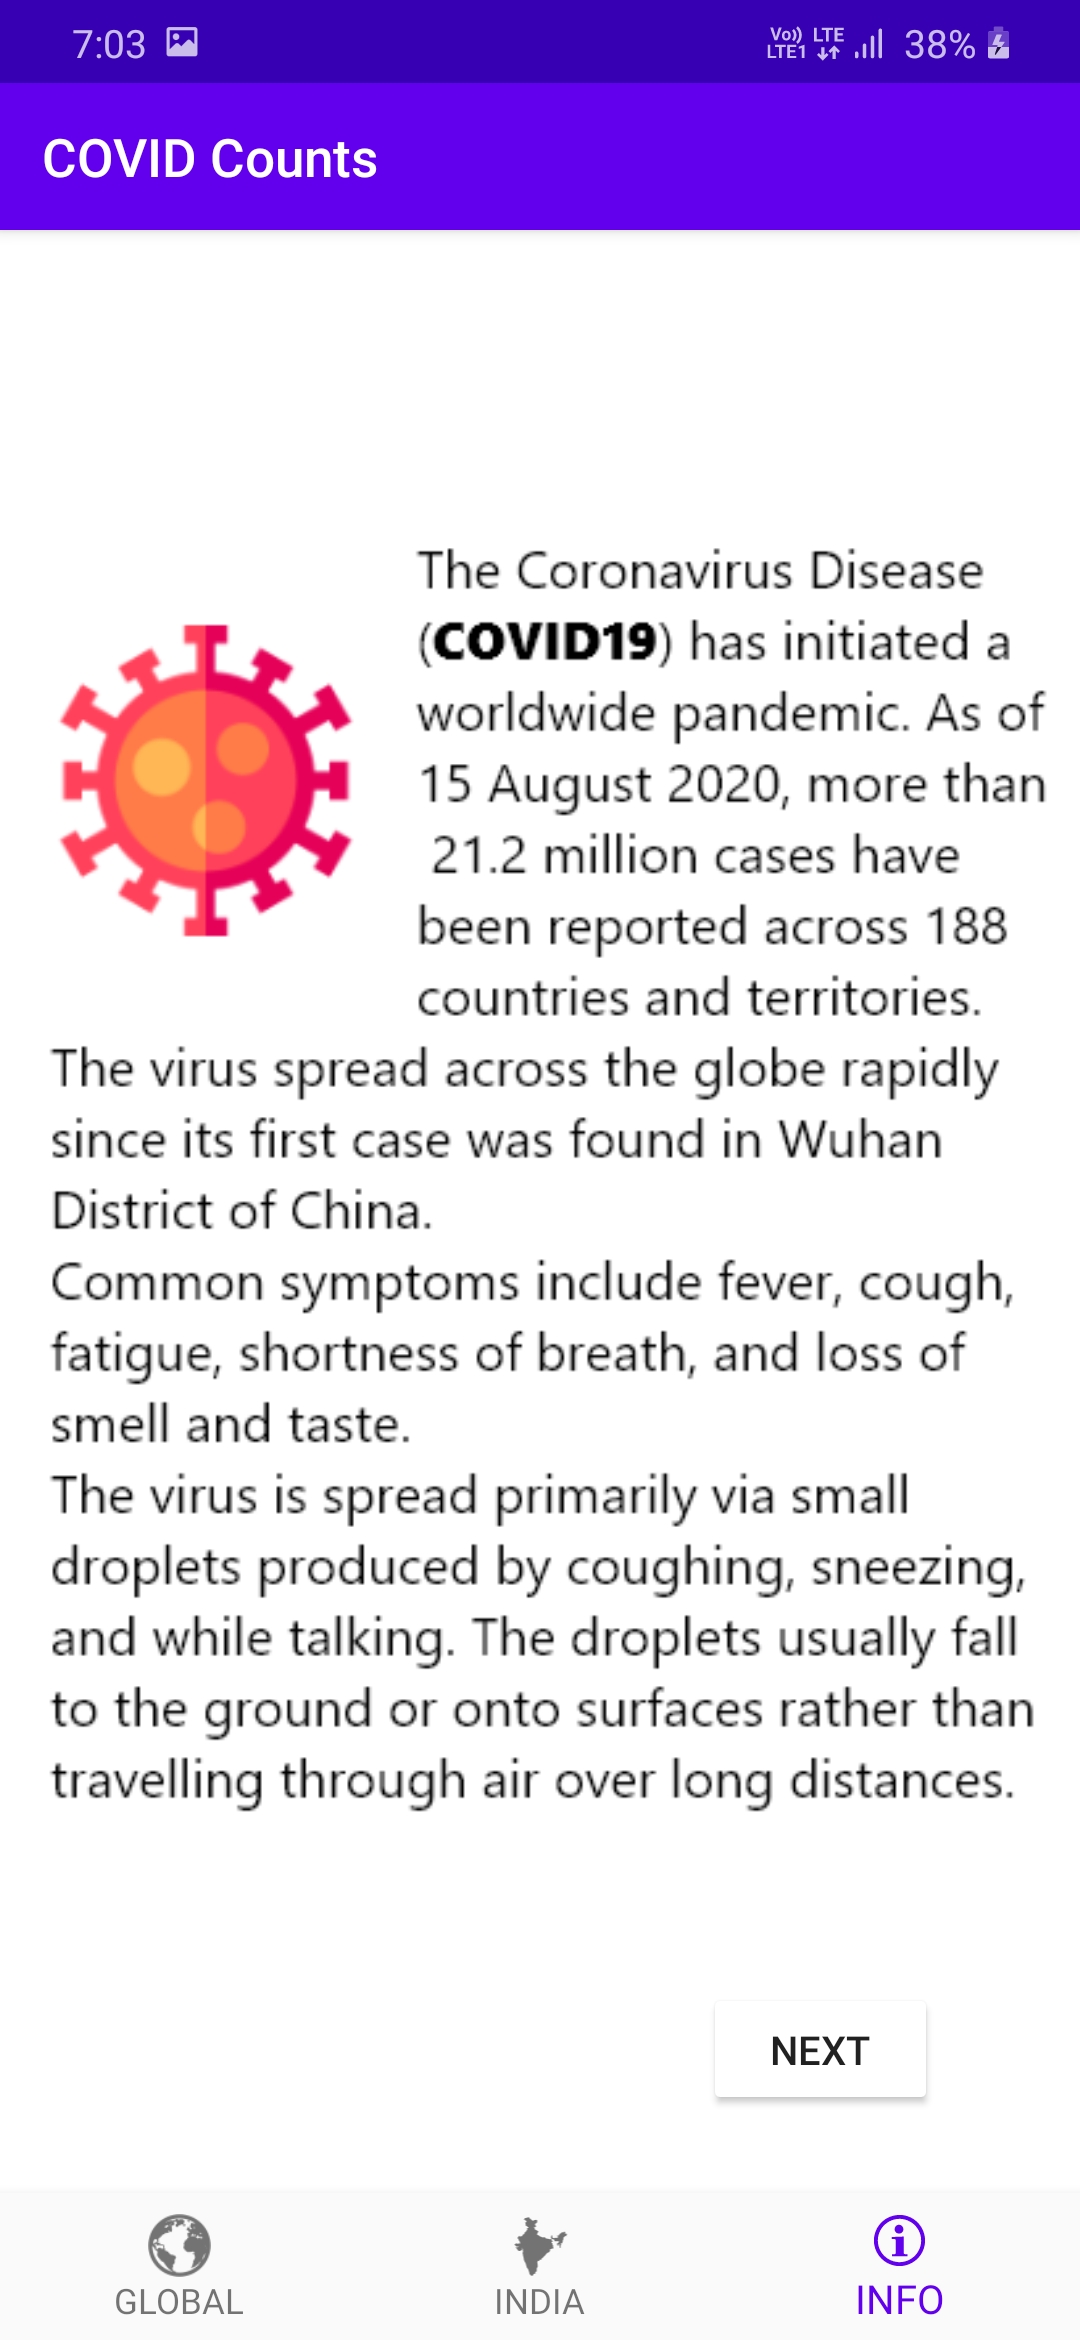 7:03
Vo)) LTE
LTE1
38%
COVID Counts
The Coronavirus Disease
(COVID19) has initiated a
worldwide pandemic. As of
15 August 2020, more than
21.2 million cases have
been reported across 188
countries and territories.
The virus spread across the globe rapidly
since its first case was found in Wuhan
District of China.
Common symptoms include fever, cough,
fatigue, shortness of breath, and loss of
smell and taste.
The virus is spread primarily via small
droplets produced by coughing, sneezing,
and while talking. The droplets usually fall
to the ground or onto surfaces rather than
travelling through air over long distances.
NEXT
GLOBAL
INDIA
INFO